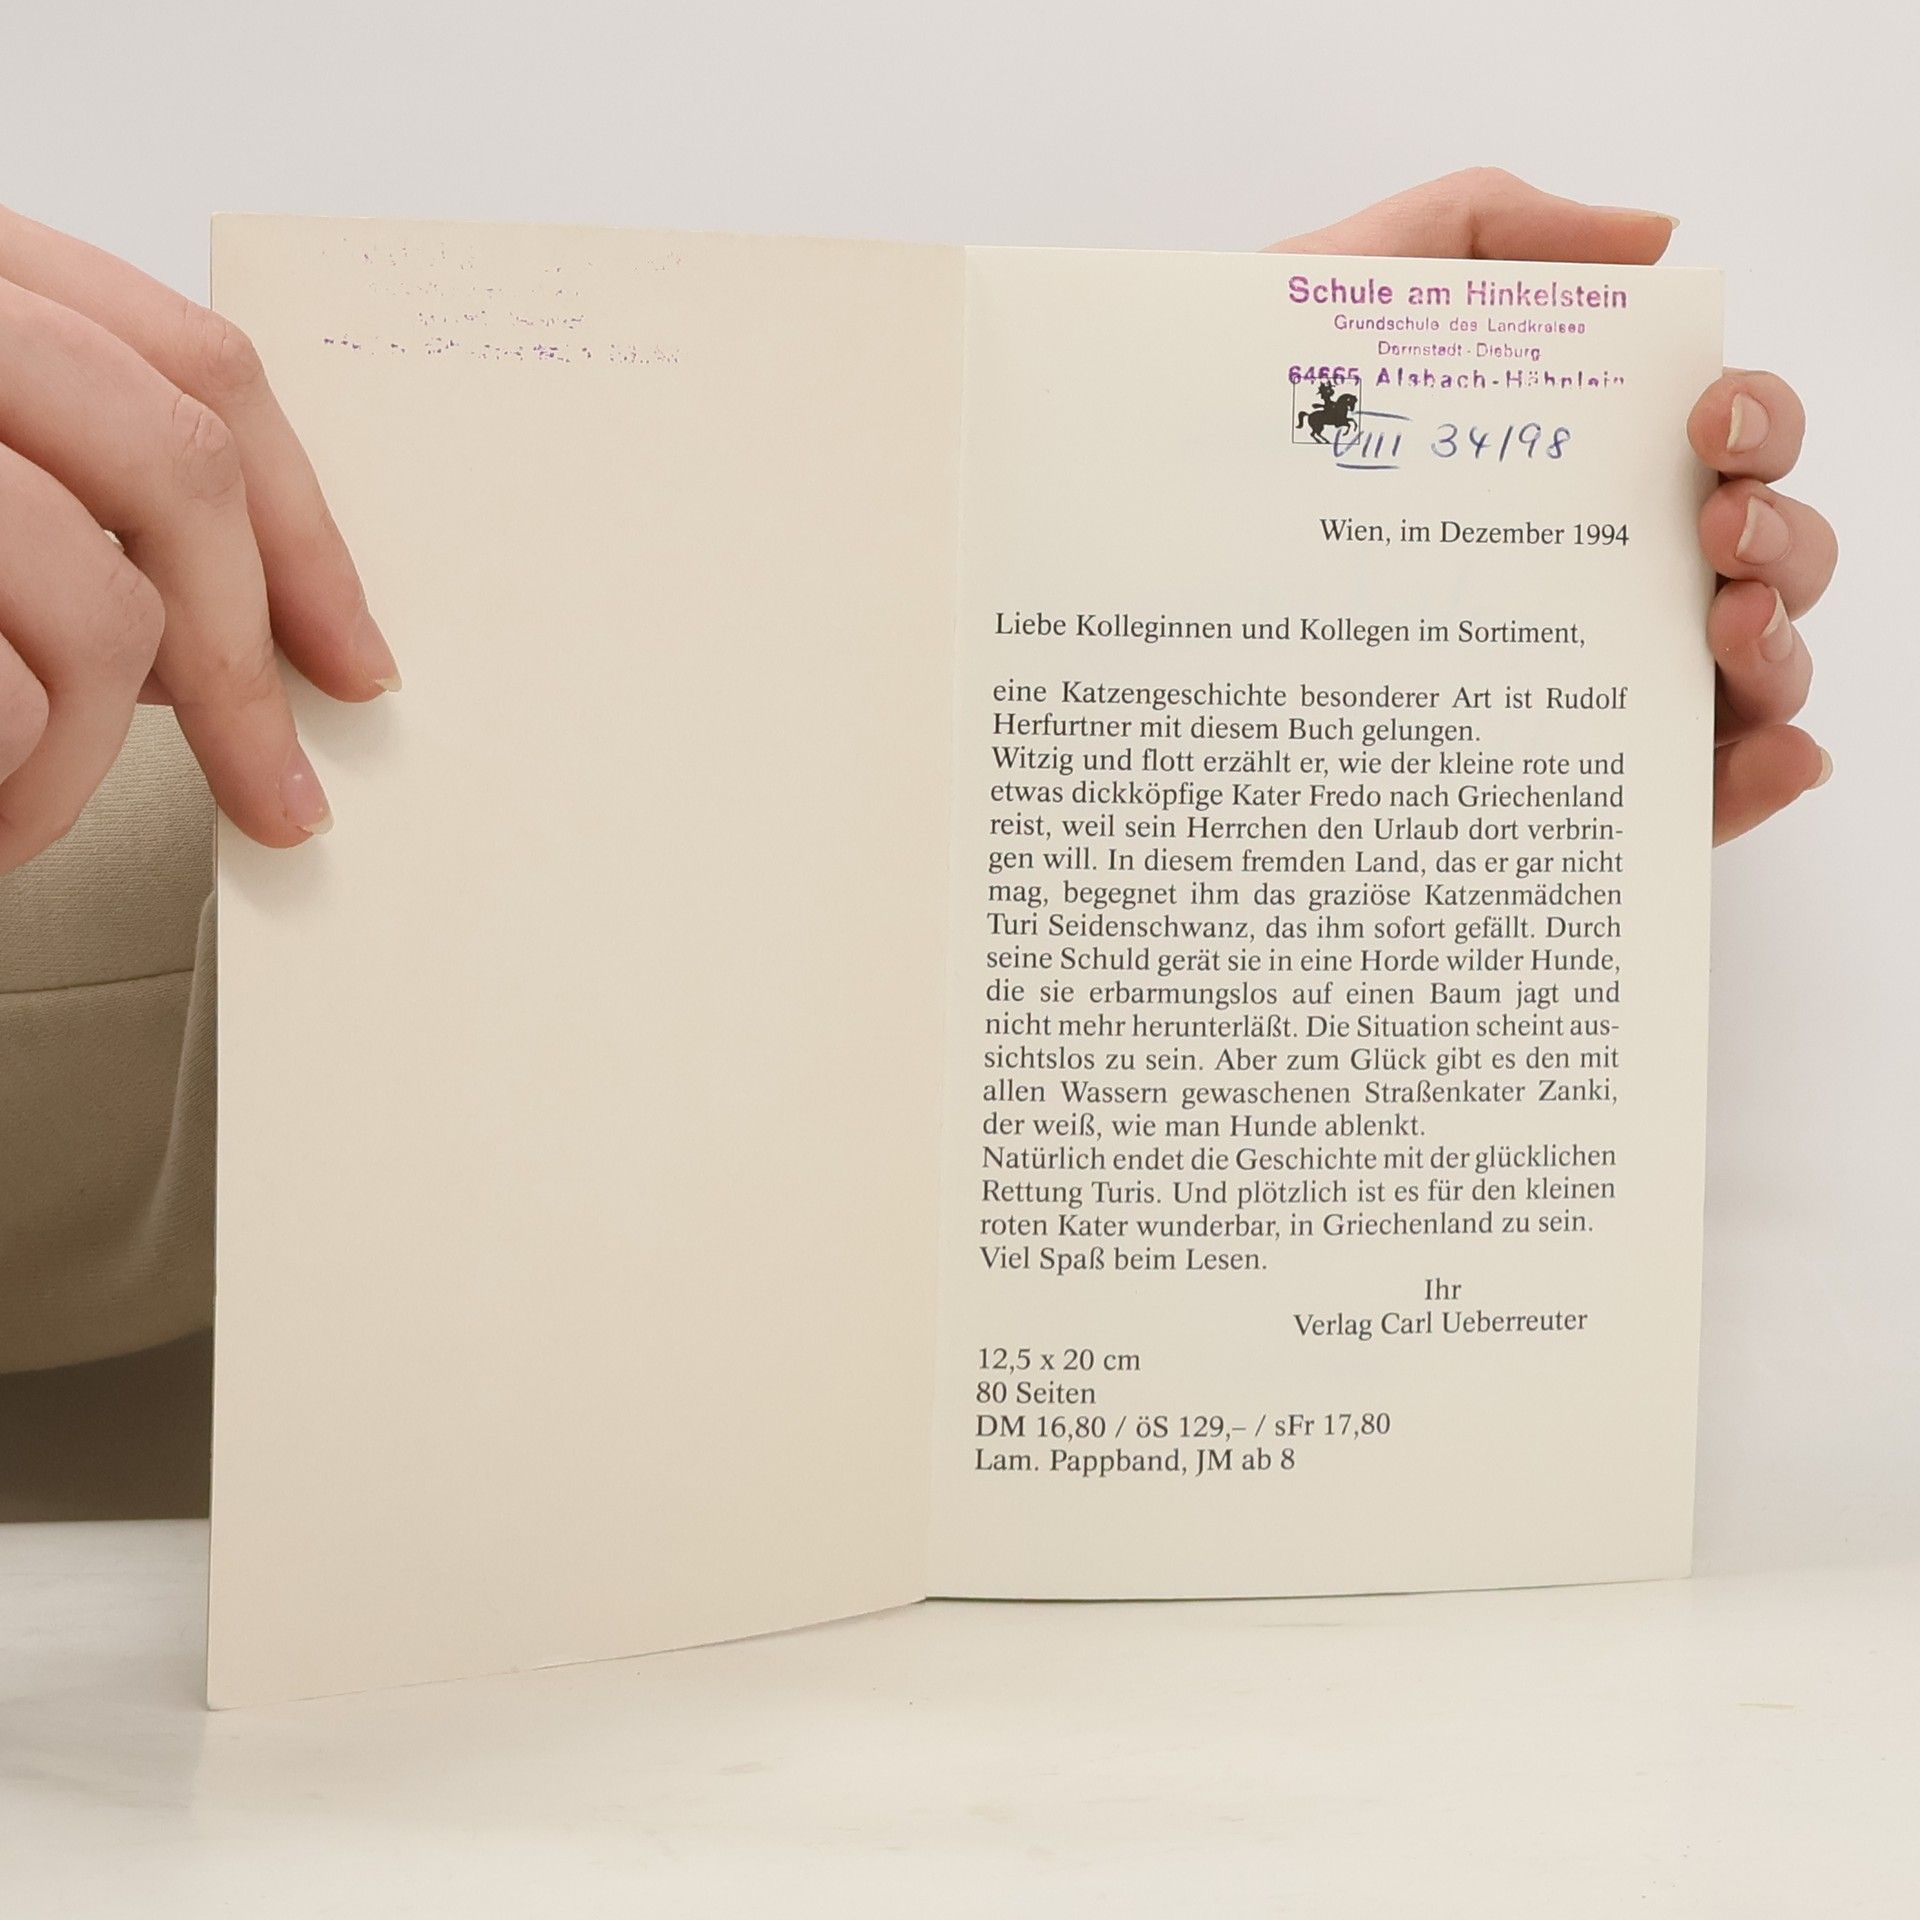 Schule am Hinkelstein
Grundschule des Landkreises
Darmstadt - Dieburg
64665 Alsbach-Hähnlein
VIII 34/98
Wien, im Dezember 1994
Liebe Kolleginnen und Kollegen im Sortiment,
eine Katzengeschichte besonderer Art ist Rudolf
Herfurtner mit diesem Buch gelungen.
Witzig und flott erzählt er, wie der kleine rote und
etwas dickköpfige Kater Fredo nach Griechenland
reist, weil sein Herrchen den Urlaub dort verbrin-
gen will. In diesem fremden Land, das er gar nicht
mag, begegnet ihm das graziöse Katzenmädchen
Turi Seidenschwanz, das ihm sofort gefällt. Durch
seine Schuld gerät sie in eine Horde wilder Hunde,
die sie erbarmungslos auf einen Baum jagt und
nicht mehr herunterläßt. Die Situation scheint aus-
sichtslos zu sein. Aber zum Glück gibt es den mit
allen Wassern gewaschenen Straßenkater Zanki,
der weiß, wie man Hunde ablenkt.
Natürlich endet die Geschichte mit der glücklichen
Rettung Turis. Und plötzlich ist es für den kleinen
roten Kater wunderbar, in Griechenland zu sein.
Viel Spaß beim Lesen.
Ihr
Verlag Carl Ueberreuter
12,5 x 20 cm
80 Seiten
DM 16,80 / öS 129,– / sFr 17,80
Lam. Pappband, JM ab 8